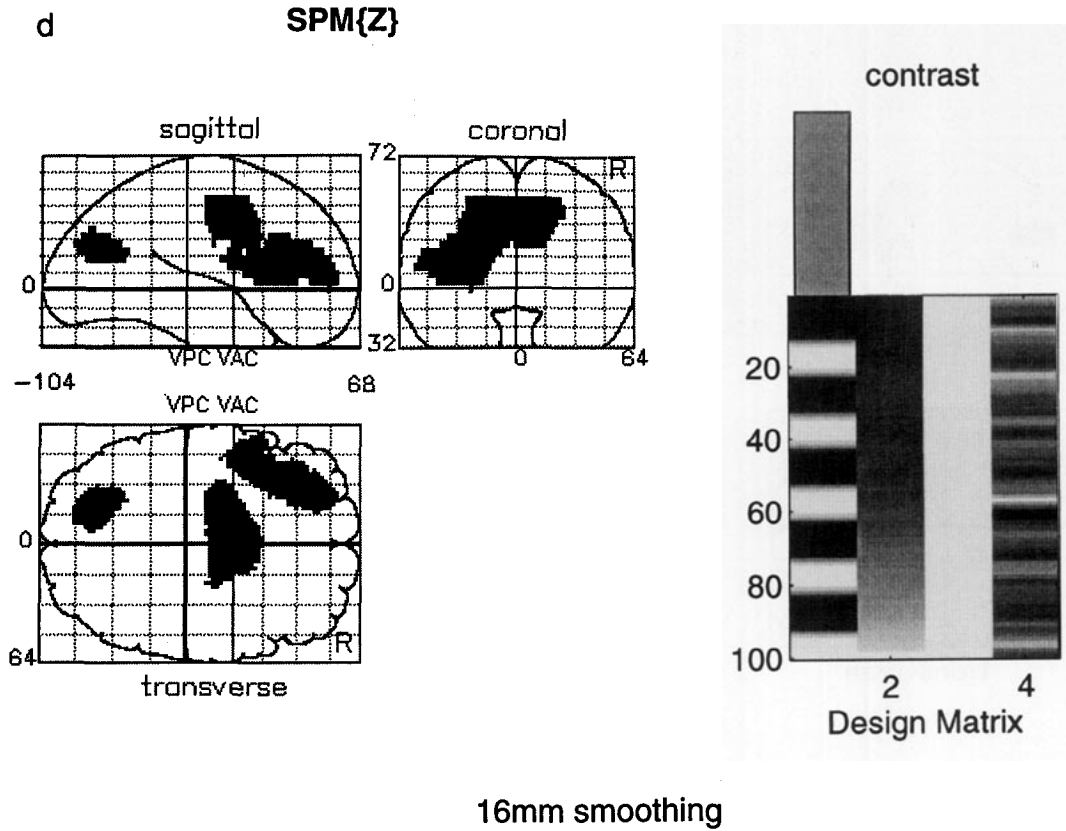 d
SPM{Z}
contrast
sagittal
coronal
72
R
0
0
32
VPC VAC
0
64
-104
68
VPC VAC
0
R
64
transverse
20
40
60
80
100
2
4
Design Matrix
16mm smoothing